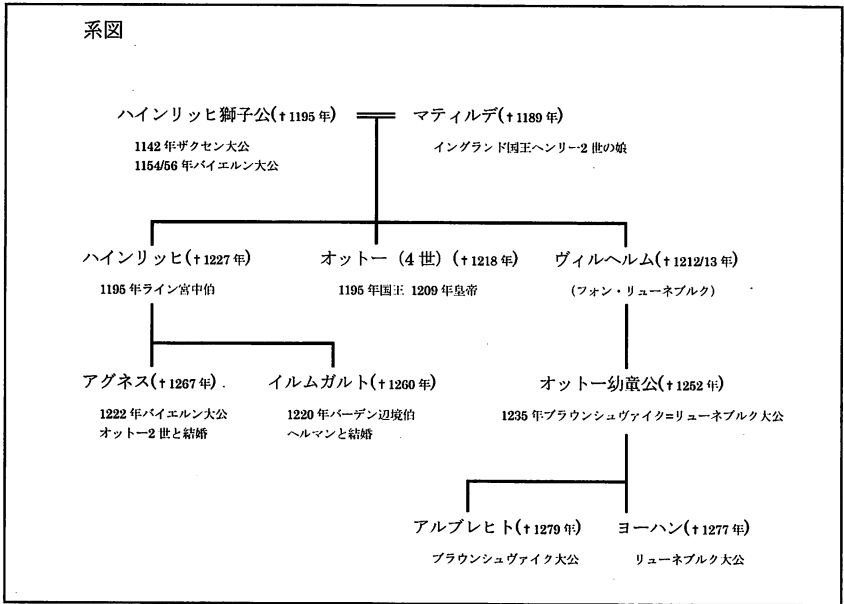 系図
ハインリッヒ獅子公(†1195年) マティルデ(†1189年)
1142年ザクセン大公 イングランド国王ヘンリー2世の娘
1154/56年バイエルン大公
ハインリッヒ(†1227年) オットー(4世)(†1218年) ヴィルヘルム(†1212/13年)
1195年ライン宮中伯 1195年国王 1209年皇帝 (フォン・リューネブルク)
アグネス(†1267年) イルムガルト(†1260年) オットー幼童公(†1252年)
1222年バイエルン大公 1220年バーデン辺境伯 1235年ブラウンシュヴァイク=リューネブルク大公
オットー2世と結婚 ヘルマンと結婚
アルブレヒト(†1279年) ヨーハン(†1277年)
ブラウンシュヴァイク大公 リューネブルク大公